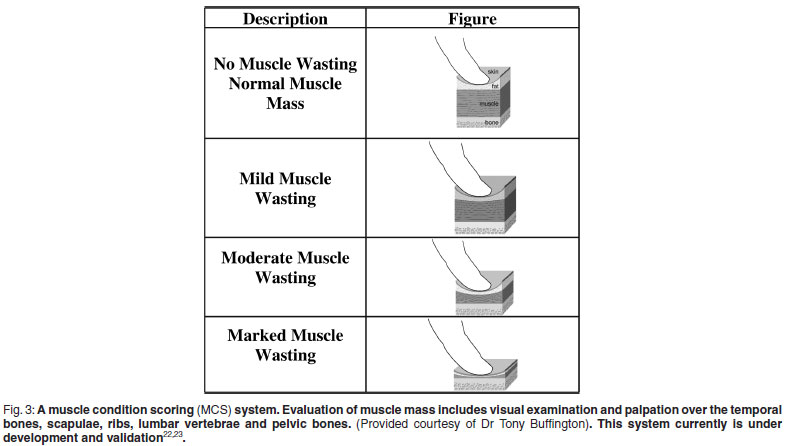 Description Figure
No Muscle Wasting
Normal Muscle
Mass
skin
fat
muscle
bone
Mild Muscle
Wasting
Moderate Muscle
Wasting
Marked Muscle
Wasting
Fig. 3: A muscle condition scoring (MCS) system. Evaluation of muscle mass includes visual examination and palpation over the temporal
bones, scapulae, ribs, lumbar vertebrae and pelvic bones. (Provided courtesy of Dr Tony Buffington). This system currently is under
development and validation22,23.